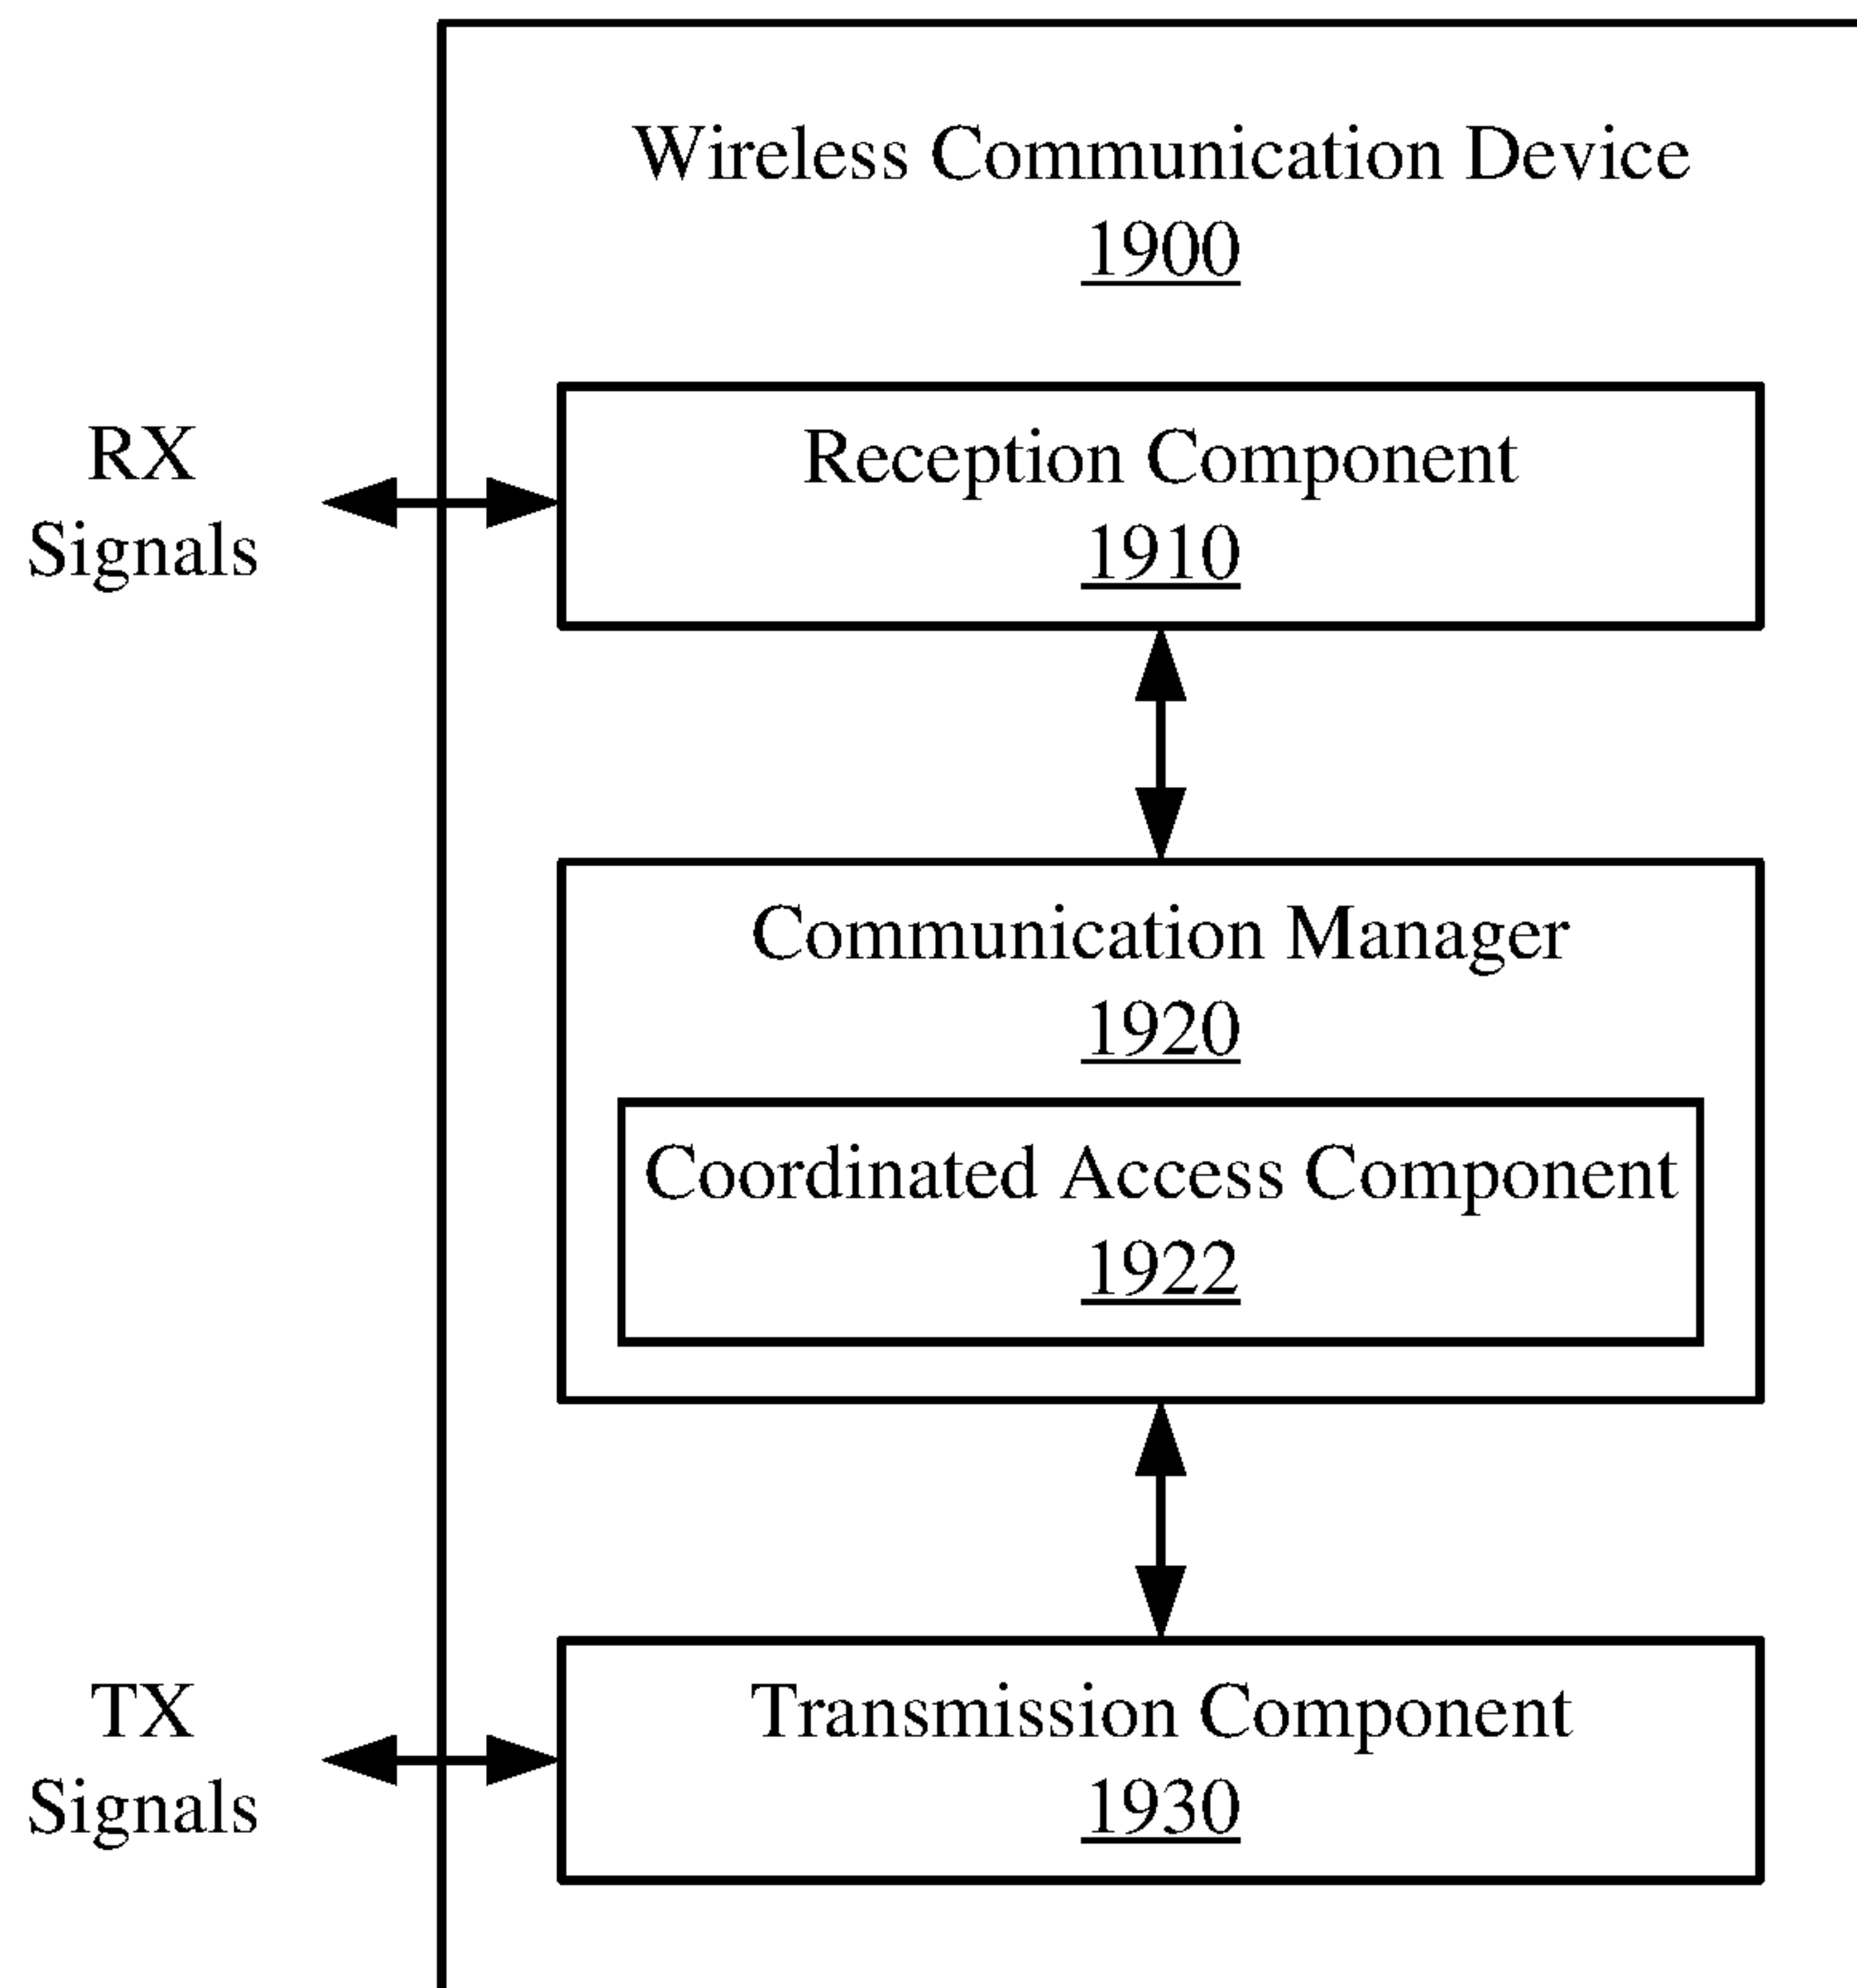 Wireless Communication Device
1900
RX
Signals
Reception Component
1910
Communication Manager
1920
Coordinated Access Component
1922
TX
Signals
Transmission Component
1930